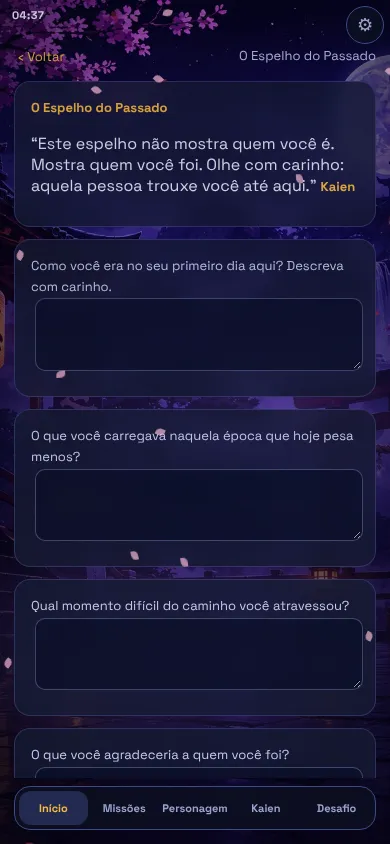 04:37
‹ Voltar
O Espelho do Passado
O Espelho do Passado
“Este espelho não mostra quem você é.
Mostra quem você foi. Olhe com carinho:
aquela pessoa trouxe você até aqui.” Kaien
Como você era no seu primeiro dia aqui? Descreva
com carinho.
O que você carregava naquela época que hoje pesa
menos?
Qual momento difícil do caminho você atravessou?
O que você agradeceria a quem você foi?
Início
Missões
Personagem
Kaien
Desafio